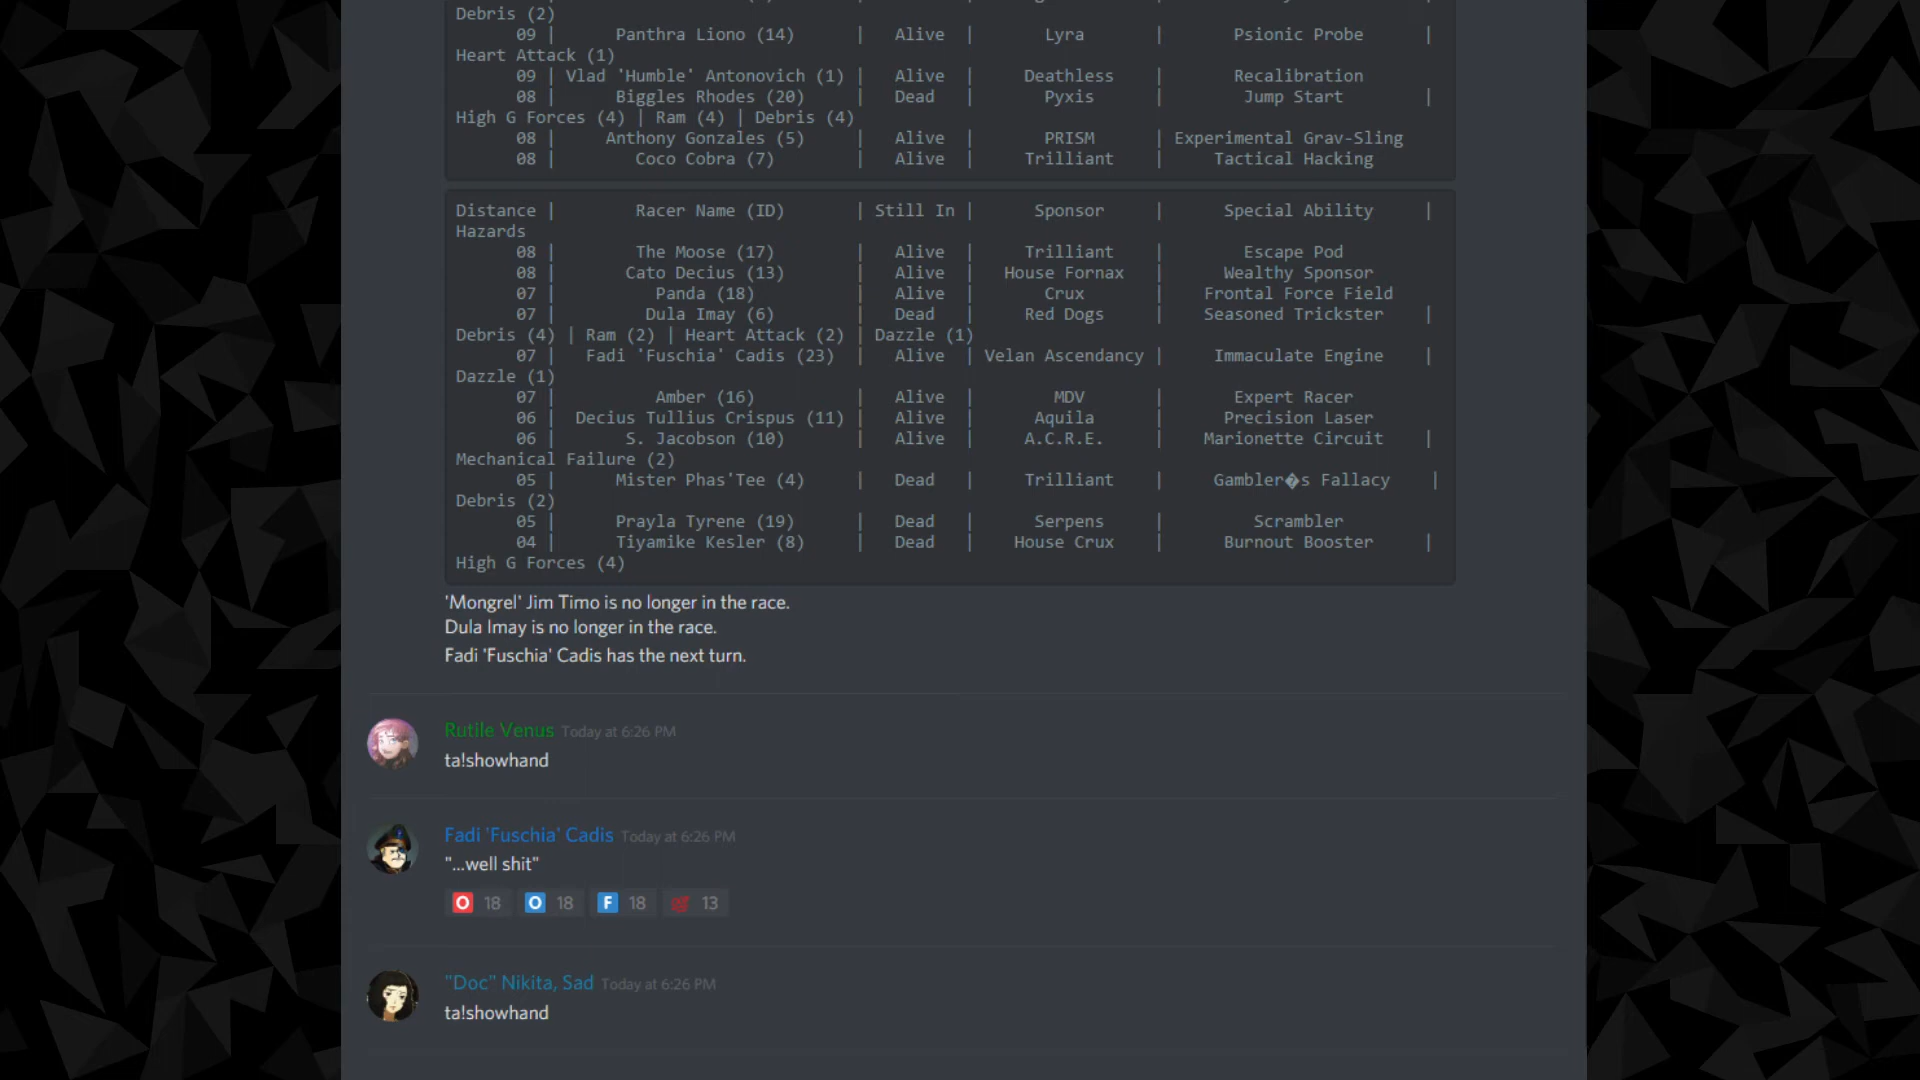 Debris (2)
09 | Panthra Liono (14) | Alive | Lyra | Psionic Probe |
Heart Attack (1)
09 | Vlad 'Humble' Antonovich (1) | Alive | Deathless | Recalibration
08 | Biggles Rhodes (20) | Dead | Pyxis | Jump Start |
High G Forces (4) | Ram (4) | Debris (4)
08 | Anthony Gonzales (5) | Alive | PRISM | Experimental Grav-Sling
08 | Coco Cobra (7) | Alive | Trilliant | Tactical Hacking
Distance | Racer Name (ID) | Still In | Sponsor | Special Ability |
Hazards
08 | The Moose (17) | Alive | Trilliant | Escape Pod
08 | Cato Decius (13) | Alive | House Fornax | Wealthy Sponsor
07 | Panda (18) | Alive | Crux | Frontal Force Field
07 | Dula Imay (6) | Dead | Red Dogs | Seasoned Trickster |
Debris (4) | Ram (2) | Heart Attack (2) | Dazzle (1)
07 | Fadi 'Fuschia' Cadis (23) | Alive | Velan Ascendancy | Immaculate Engine |
Dazzle (1)
07 | Amber (16) | Alive | MDV | Expert Racer
06 | Decius Tullius Crispus (11) | Alive | Aquila | Precision Laser
06 | S. Jacobson (10) | Alive | A.C.R.E. | Marionette Circuit |
Mechanical Failure (2)
05 | Mister Phas'Tee (4) | Dead | Trilliant | Gambler�s Fallacy |
Debris (2)
05 | Prayla Tyrene (19) | Dead | Serpens | Scrambler
04 | Tiyamike Kesler (8) | Dead | House Crux | Burnout Booster |
High G Forces (4)
'Mongrel' Jim Timo is no longer in the race.
Dula Imay is no longer in the race.
Fadi 'Fuschia' Cadis has the next turn.
Rutile Venus Today at 6:26 PM
ta!showhand
Fadi 'Fuschia' Cadis Today at 6:26 PM
"...well shit"
O 18 O 18 F 18 13
"Doc" Nikita, Sad Today at 6:26 PM
ta!showhand